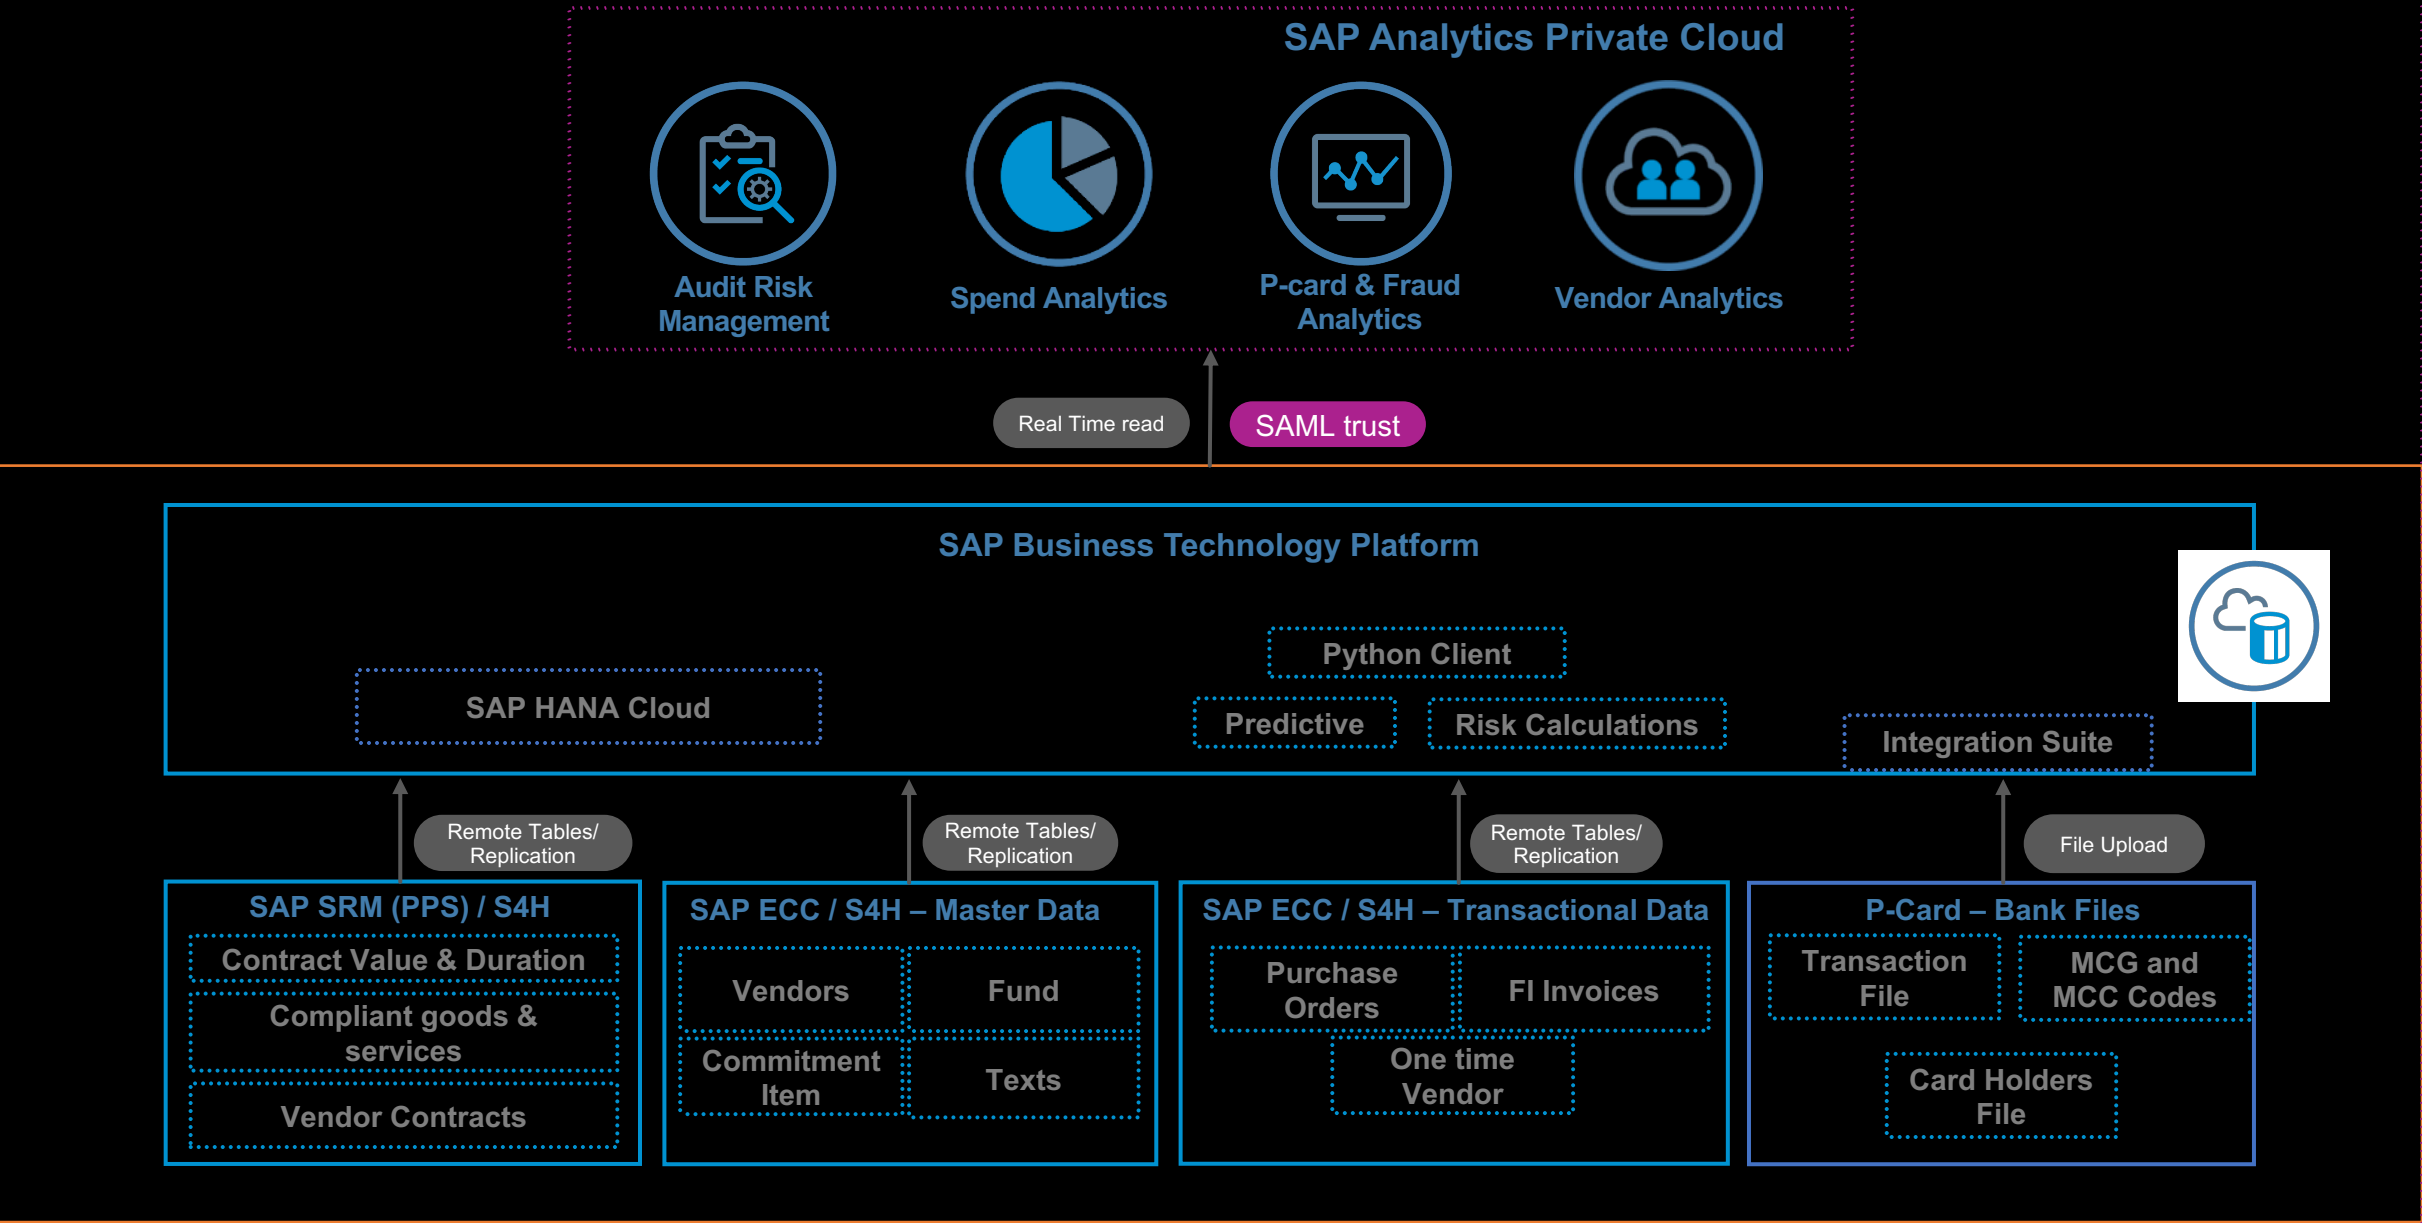 SAP Analytics Private Cloud
Audit Risk
Management
Spend Analytics
P-card & Fraud
Analytics
Vendor Analytics
Real Time read
SAML trust
SAP Business Technology Platform
Python Client
SAP HANA Cloud
Predictive
Risk Calculations
Integration Suite
Remote Tables/
Replication
Remote Tables/
Replication
Remote Tables/
Replication
File Upload
SAP SRM (PPS) / S4H
Contract Value & Duration
Compliant goods &
services
Vendor Contracts
SAP ECC / S4H – Master Data
Vendors
Fund
Commitment
Item
Texts
SAP ECC / S4H – Transactional Data
Purchase
Orders
FI Invoices
One time
Vendor
P-Card – Bank Files
Transaction
File
MCG and
MCC Codes
Card Holders
File